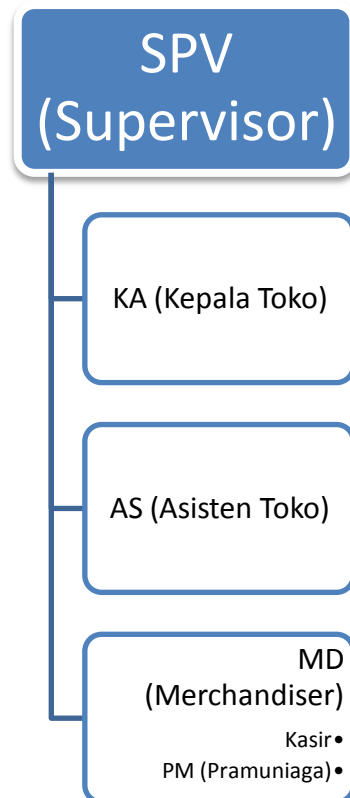 SPV
(Supervisor)
KA (Kepala Toko)
AS (Asisten Toko)
MD
(Merchandiser)
Kasir•
PM (Pramuniaga)•